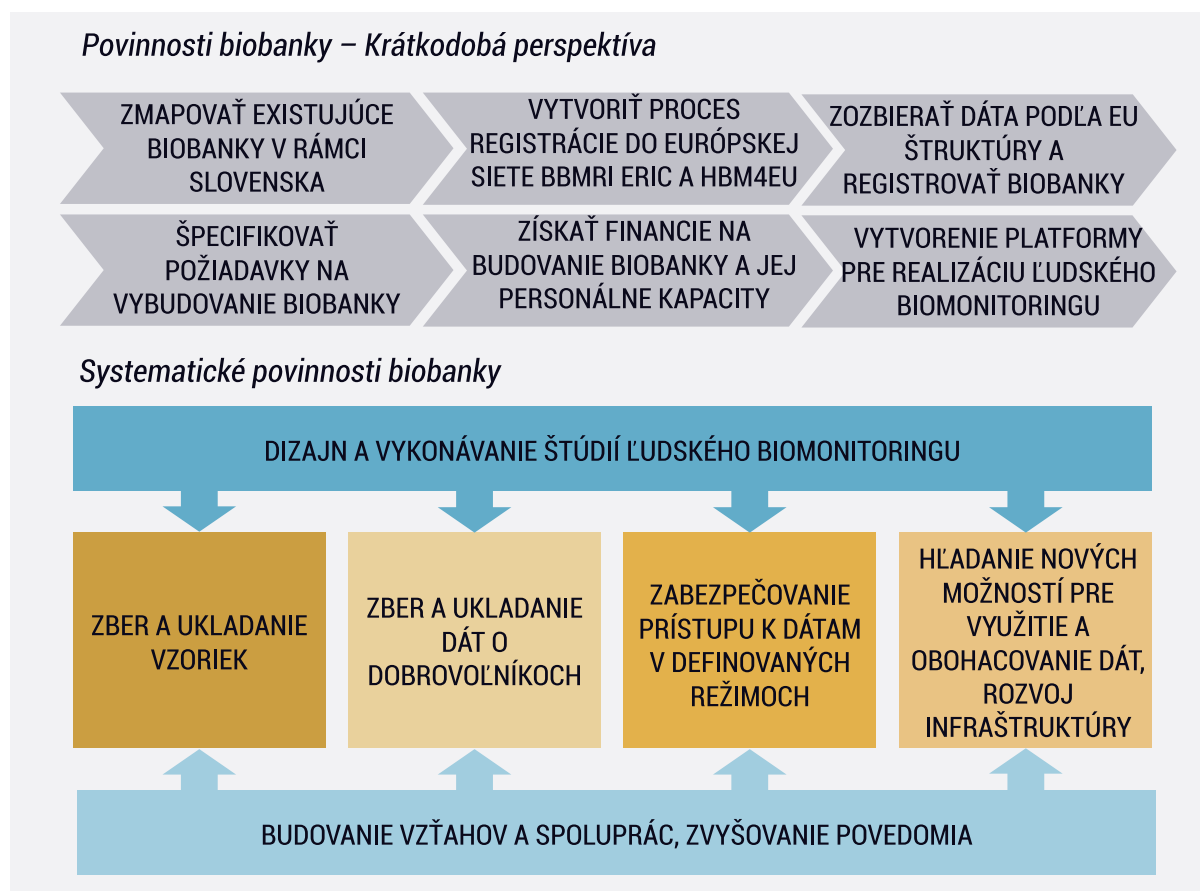 Povinnosti biobanky – Krátkodobá perspektíva
ZMAPOVAŤ EXISTUJÚCE
BIOBANKY V RÁMCI
SLOVENSKA
VYTVORIŤ PROCES
REGISTRÁCIE DO EURÓPSKEJ
SIETE BBMRI ERIC A HBM4EU
ZOZBIERAŤ DÁTA PODĽA EU
ŠTRUKTÚRY A
REGISTROVAŤ BIOBANKY
ŠPECIFIKOVAŤ
POŽIADAVKY NA
VYBUDOVANIE BIOBANKY
ZÍSKAŤ FINANCIE NA
BUDOVANIE BIOBANKY A JEJ
PERSONÁLNE KAPACITY
VYTVORENIE PLATFORMY
PRE REALIZÁCIU ĽUDSKÉHO
BIOMONITORINGU
Systematické povinnosti biobanky
DIZAJN A VYKONÁVANIE ŠTÚDIÍ ĽUDSKÉHO BIOMONITORINGU
ZBER A UKLADANIE
VZORIEK
ZBER A UKLADANIE
DÁT O
DOBROVOĽNÍKOCH
ZABEZPEČOVANIE
PRÍSTUPU K DÁTAM
V DEFINOVANÝCH
REŽIMOCH
HĽADANIE NOVÝCH
MOŽNOSTÍ PRE
VYUŽITIE A
OBOHACOVANIE DÁT,
ROZVOJ
INFRAŠTRUKTÚRY
BUDOVANIE VZŤAHOV A SPOLUPRÁC, ZVYŠOVANIE POVEDOMIA